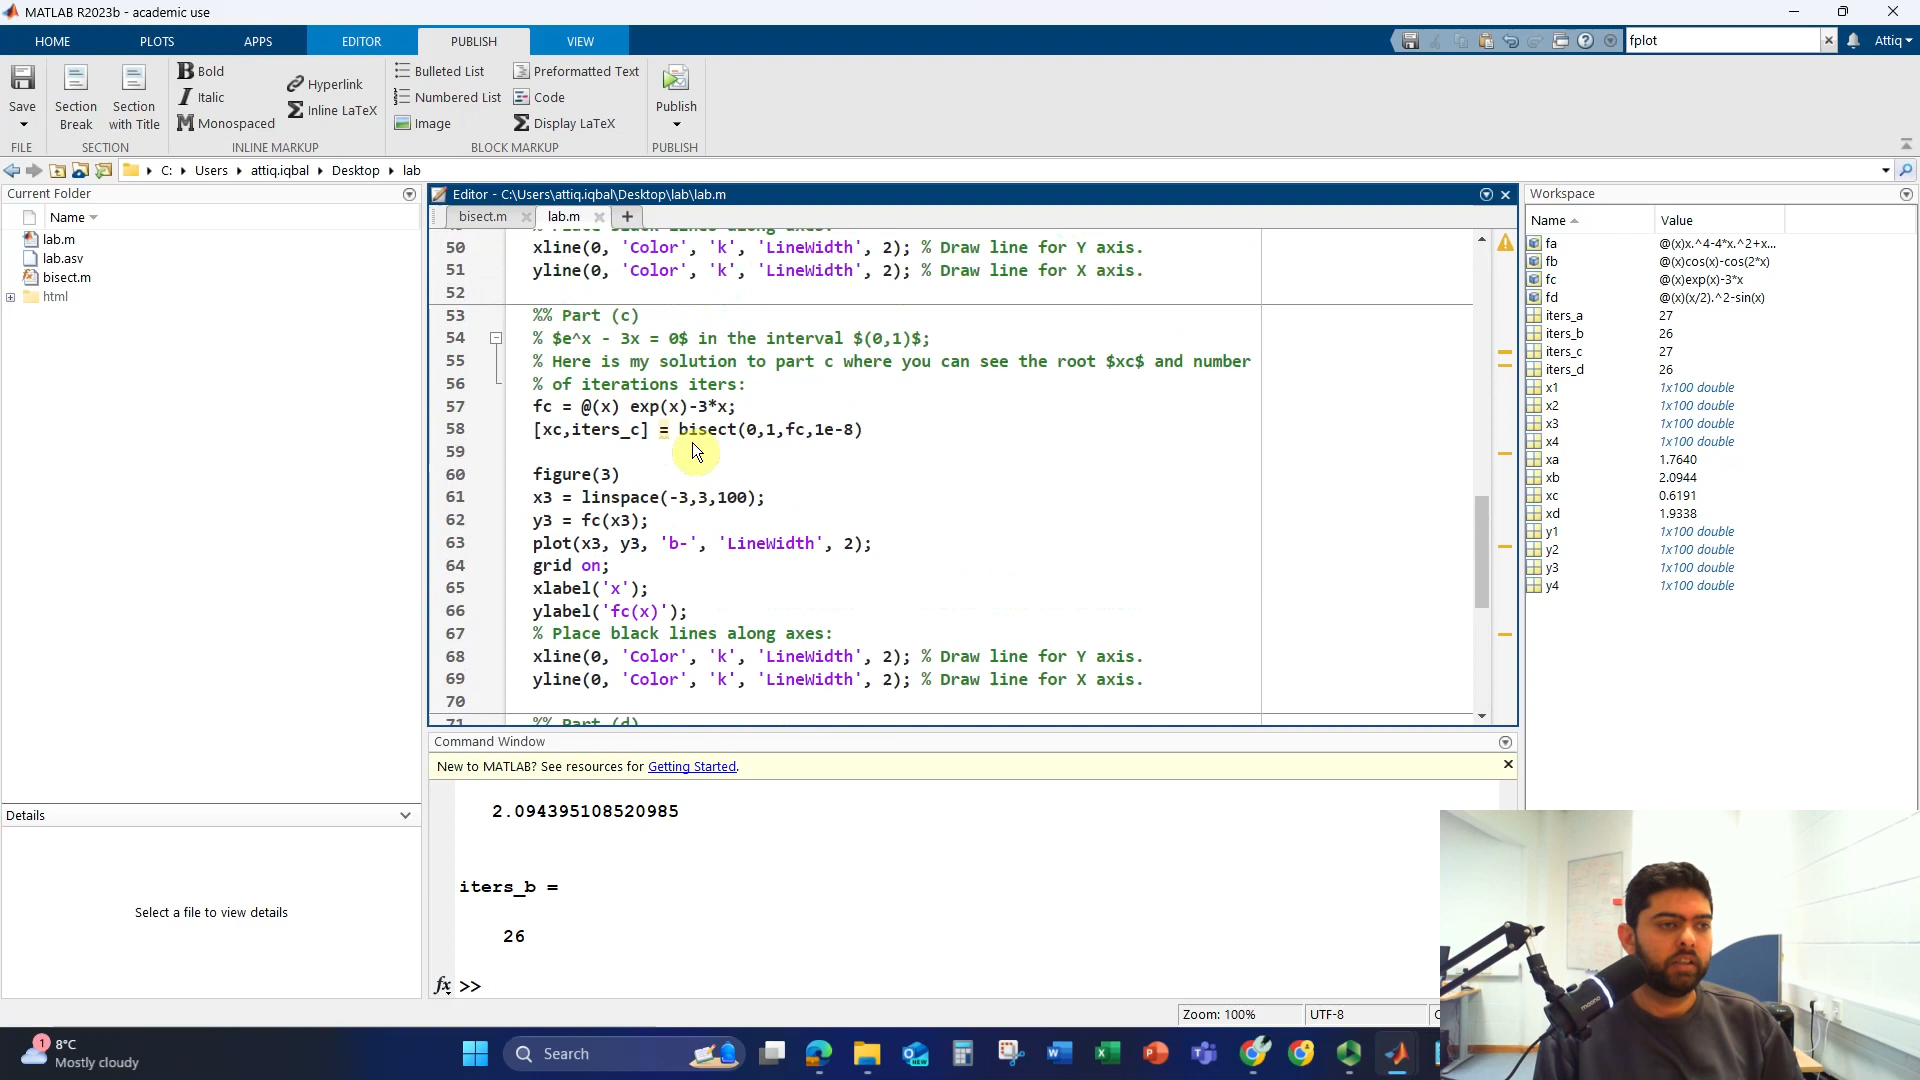 MATLAB R2023b - academic use
HOME PLOTS APPS EDITOR PUBLISH VIEW fplot Attiq
Bold Hyperlink Bulleted List Preformatted Text
Italic Inline LaTeX Numbered List Code
Monospaced Image Display LaTeX
Save Section Break Section with Title Publish
FILE SECTION INLINE MARKUP BLOCK MARKUP PUBLISH
C: Users attiq.iqbal Desktop lab
Current Folder
Name
lab.m
lab.asv
bisect.m
html
Details
Select a file to view details
Editor - C:\Users\attiq.iqbal\Desktop\lab\lab.m
bisect.m lab.m
50 xline(0, 'Color', 'k', 'LineWidth', 2); % Draw line for Y axis.
51 yline(0, 'Color', 'k', 'LineWidth', 2); % Draw line for X axis.
52
53 %% Part (c)
54 % $e^x - 3x = 0$ in the interval $(0,1)$;
55 % Here is my solution to part c where you can see the root $xc$ and number
56 % of iterations iters:
57 fc = @(x) exp(x)-3*x;
58 [xc,iters_c] = bisect(0,1,fc,1e-8)
59
60 figure(3)
61 x3 = linspace(-3,3,100);
62 y3 = fc(x3);
63 plot(x3, y3, 'b-', 'LineWidth', 2);
64 grid on;
65 xlabel('x');
66 ylabel('fc(x)');
67 % Place black lines along axes:
68 xline(0, 'Color', 'k', 'LineWidth', 2); % Draw line for Y axis.
69 yline(0, 'Color', 'k', 'LineWidth', 2); % Draw line for X axis.
70
71 %% Part (d)
Command Window
New to MATLAB? See resources for Getting Started.
2.094395108520985
iters_b =
26
fx >>
Workspace
Name Value
fa @(x)x.^4-4*x.^2+x...
fb @(x)cos(x)-cos(2*x)
fc @(x)exp(x)-3*x
fd @(x)(x/2).^2-sin(x)
iters_a 27
iters_b 26
iters_c 27
iters_d 26
x1 1x100 double
x2 1x100 double
x3 1x100 double
x4 1x100 double
xa 1.7640
xb 2.0944
xc 0.6191
xd 1.9338
y1 1x100 double
y2 1x100 double
y3 1x100 double
y4 1x100 double
Zoom: 100% UTF-8
1
8°C
Mostly cloudy
Search